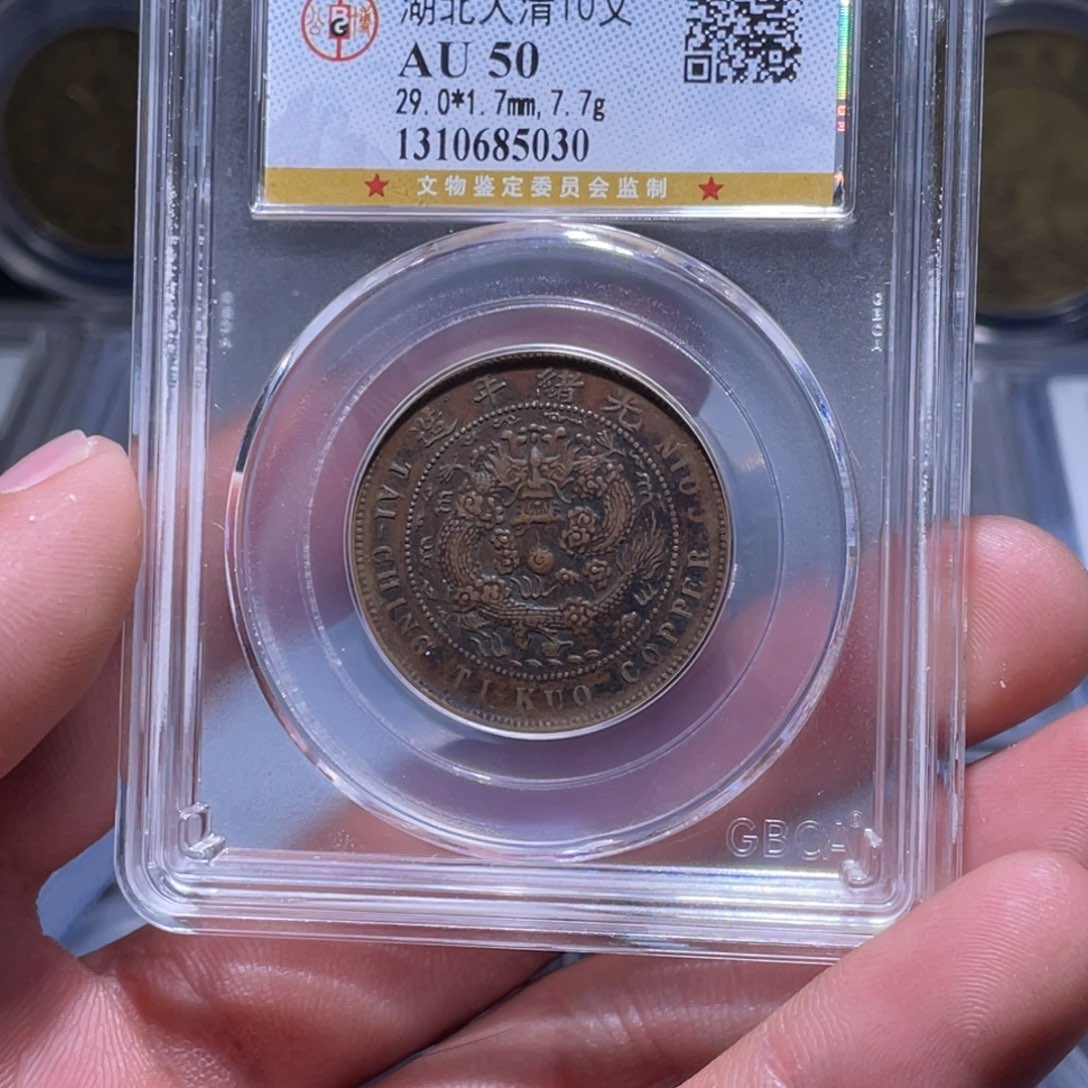 湖北大清10文
AU 50
29.0*1.7mm,7.7g
1310685030
★ 文物鉴定委员会监制 ★
造年緒光
TAI-CHING TI KUO COPPER COIN
GBCA